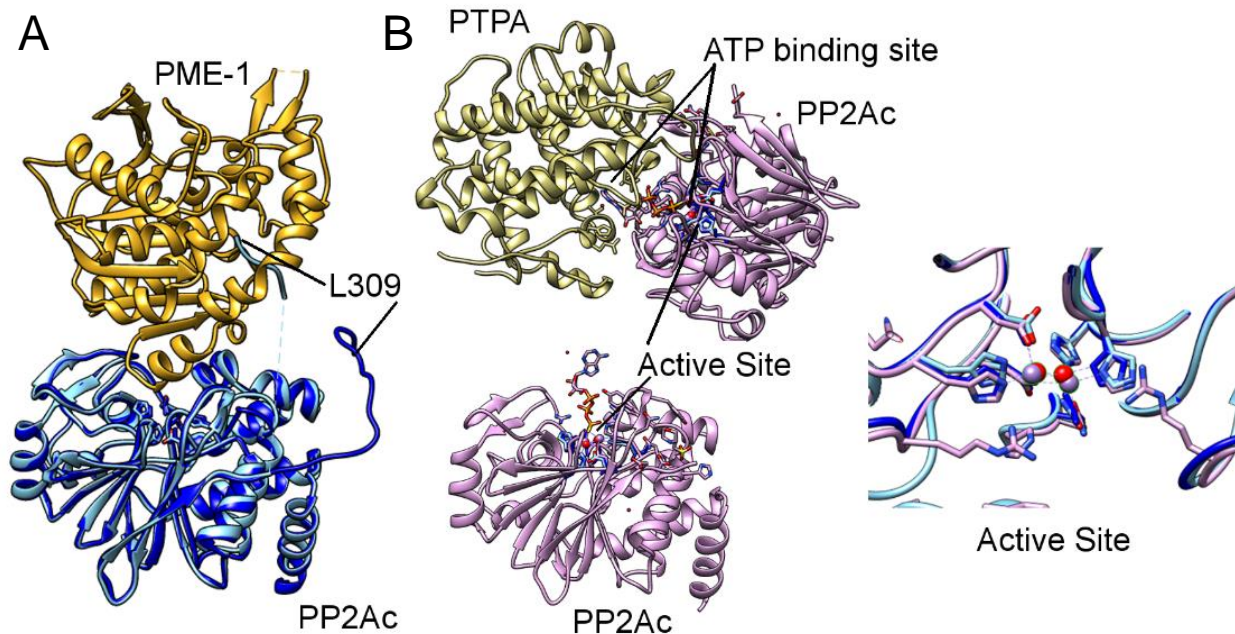 A
PME-1
L309
PP2Ac
B
PTPA
ATP binding site
PP2Ac
Active Site
PP2Ac
Active Site